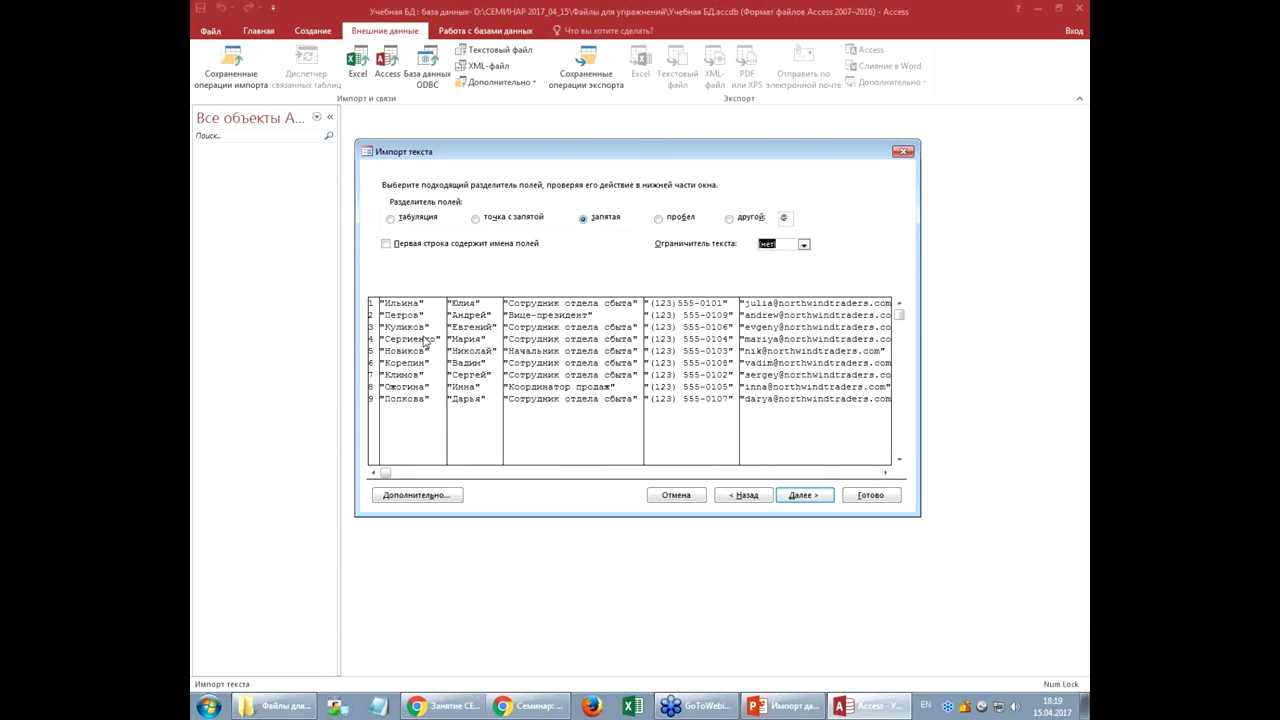 Учебная БД : база данных- D:\СЕМИНАР 2017_04_15\Файлы для упражнений\Учебная БД.accdb (Формат файлов Access 2007–2016) - Access
Файл Главная Создание Внешние данные Работа с базами данных Что вы хотите сделать? Вход
Сохраненные операции импорта
Диспетчер связанных таблиц
Excel
Access
База данных ODBC
Текстовый файл
XML-файл
Дополнительно
Сохраненные операции экспорта
Excel
Текстовый файл
XML-файл
PDF или XPS
Отправить по электронной почте
Access
Слияние в Word
Дополнительно
Импорт и связи
Экспорт
Все объекты A...
Поиск...
Импорт текста
Выберите подходящий разделитель полей, проверяя его действие в нижней части окна.
Разделитель полей:
табуляция точка с запятой запятая пробел другой: @
Первая строка содержит имена полей Ограничитель текста: {нет}
1 "Ильина" "Юлия" "Сотрудник отдела сбыта" "(123)555-0101" "julia@northwindtraders.com
2 "Петров" "Андрей" "Вице-президент" "(123) 555-0109" "andrew@northwindtraders.co
3 "Куликов" "Евгений" "Сотрудник отдела сбыта" "(123) 555-0106" "evgeny@northwindtraders.co
4 "Сергиенко" "Мария" "Сотрудник отдела сбыта" "(123) 555-0104" "mariya@northwindtraders.co
5 "Новиков" "Николай" "Начальник отдела сбыта" "(123) 555-0103" "nik@northwindtraders.com"
6 "Корепин" "Вадим" "Сотрудник отдела сбыта" "(123) 555-0108" "vadim@northwindtraders.com
7 "Климов" "Сергей" "Сотрудник отдела сбыта" "(123) 555-0102" "sergey@northwindtraders.co
8 "Ожогина" "Инна" "Координатор продаж" "(123) 555-0105" "inna@northwindtraders.com"
9 "Попкова" "Дарья" "Сотрудник отдела сбыта" "(123) 555-0107" "darya@northwindtraders.com
Дополнительно... Отмена < Назад Далее > Готово
Импорт текста Num Lock
Файлы для... Занятие СЕ... Семинар: ... GoToWebi... Импорт да... Access - У... EN 18:19
15.04.2017